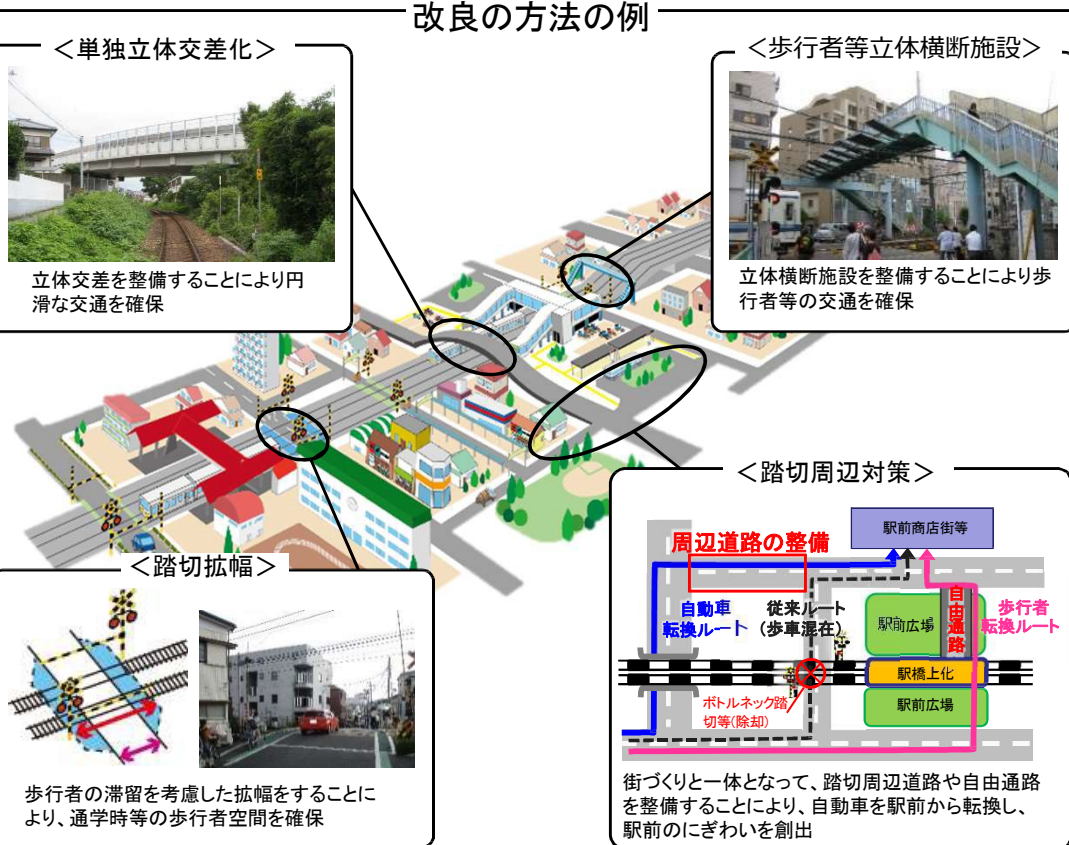 改良の方法の例
＜単独立体交差化＞
立体交差を整備することにより円
滑な交通を確保
＜歩行者等立体横断施設＞
立体横断施設を整備することにより歩
行者等の交通を確保
＜踏切拡幅＞
歩行者の滞留を考慮した拡幅をすることに
より、通学時等の歩行者空間を確保
＜踏切周辺対策＞
駅前商店街等
周辺道路の整備
自動車
転換ルート
従来ルート
(歩車混在)
自由通路
歩行者
転換ルート
駅前広場
駅橋上化
駅前広場
ボトルネック踏
切等(除却)
街づくりと一体となって、踏切周辺道路や自由通路
を整備することにより、自動車を駅前から転換し、
駅前のにぎわいを創出